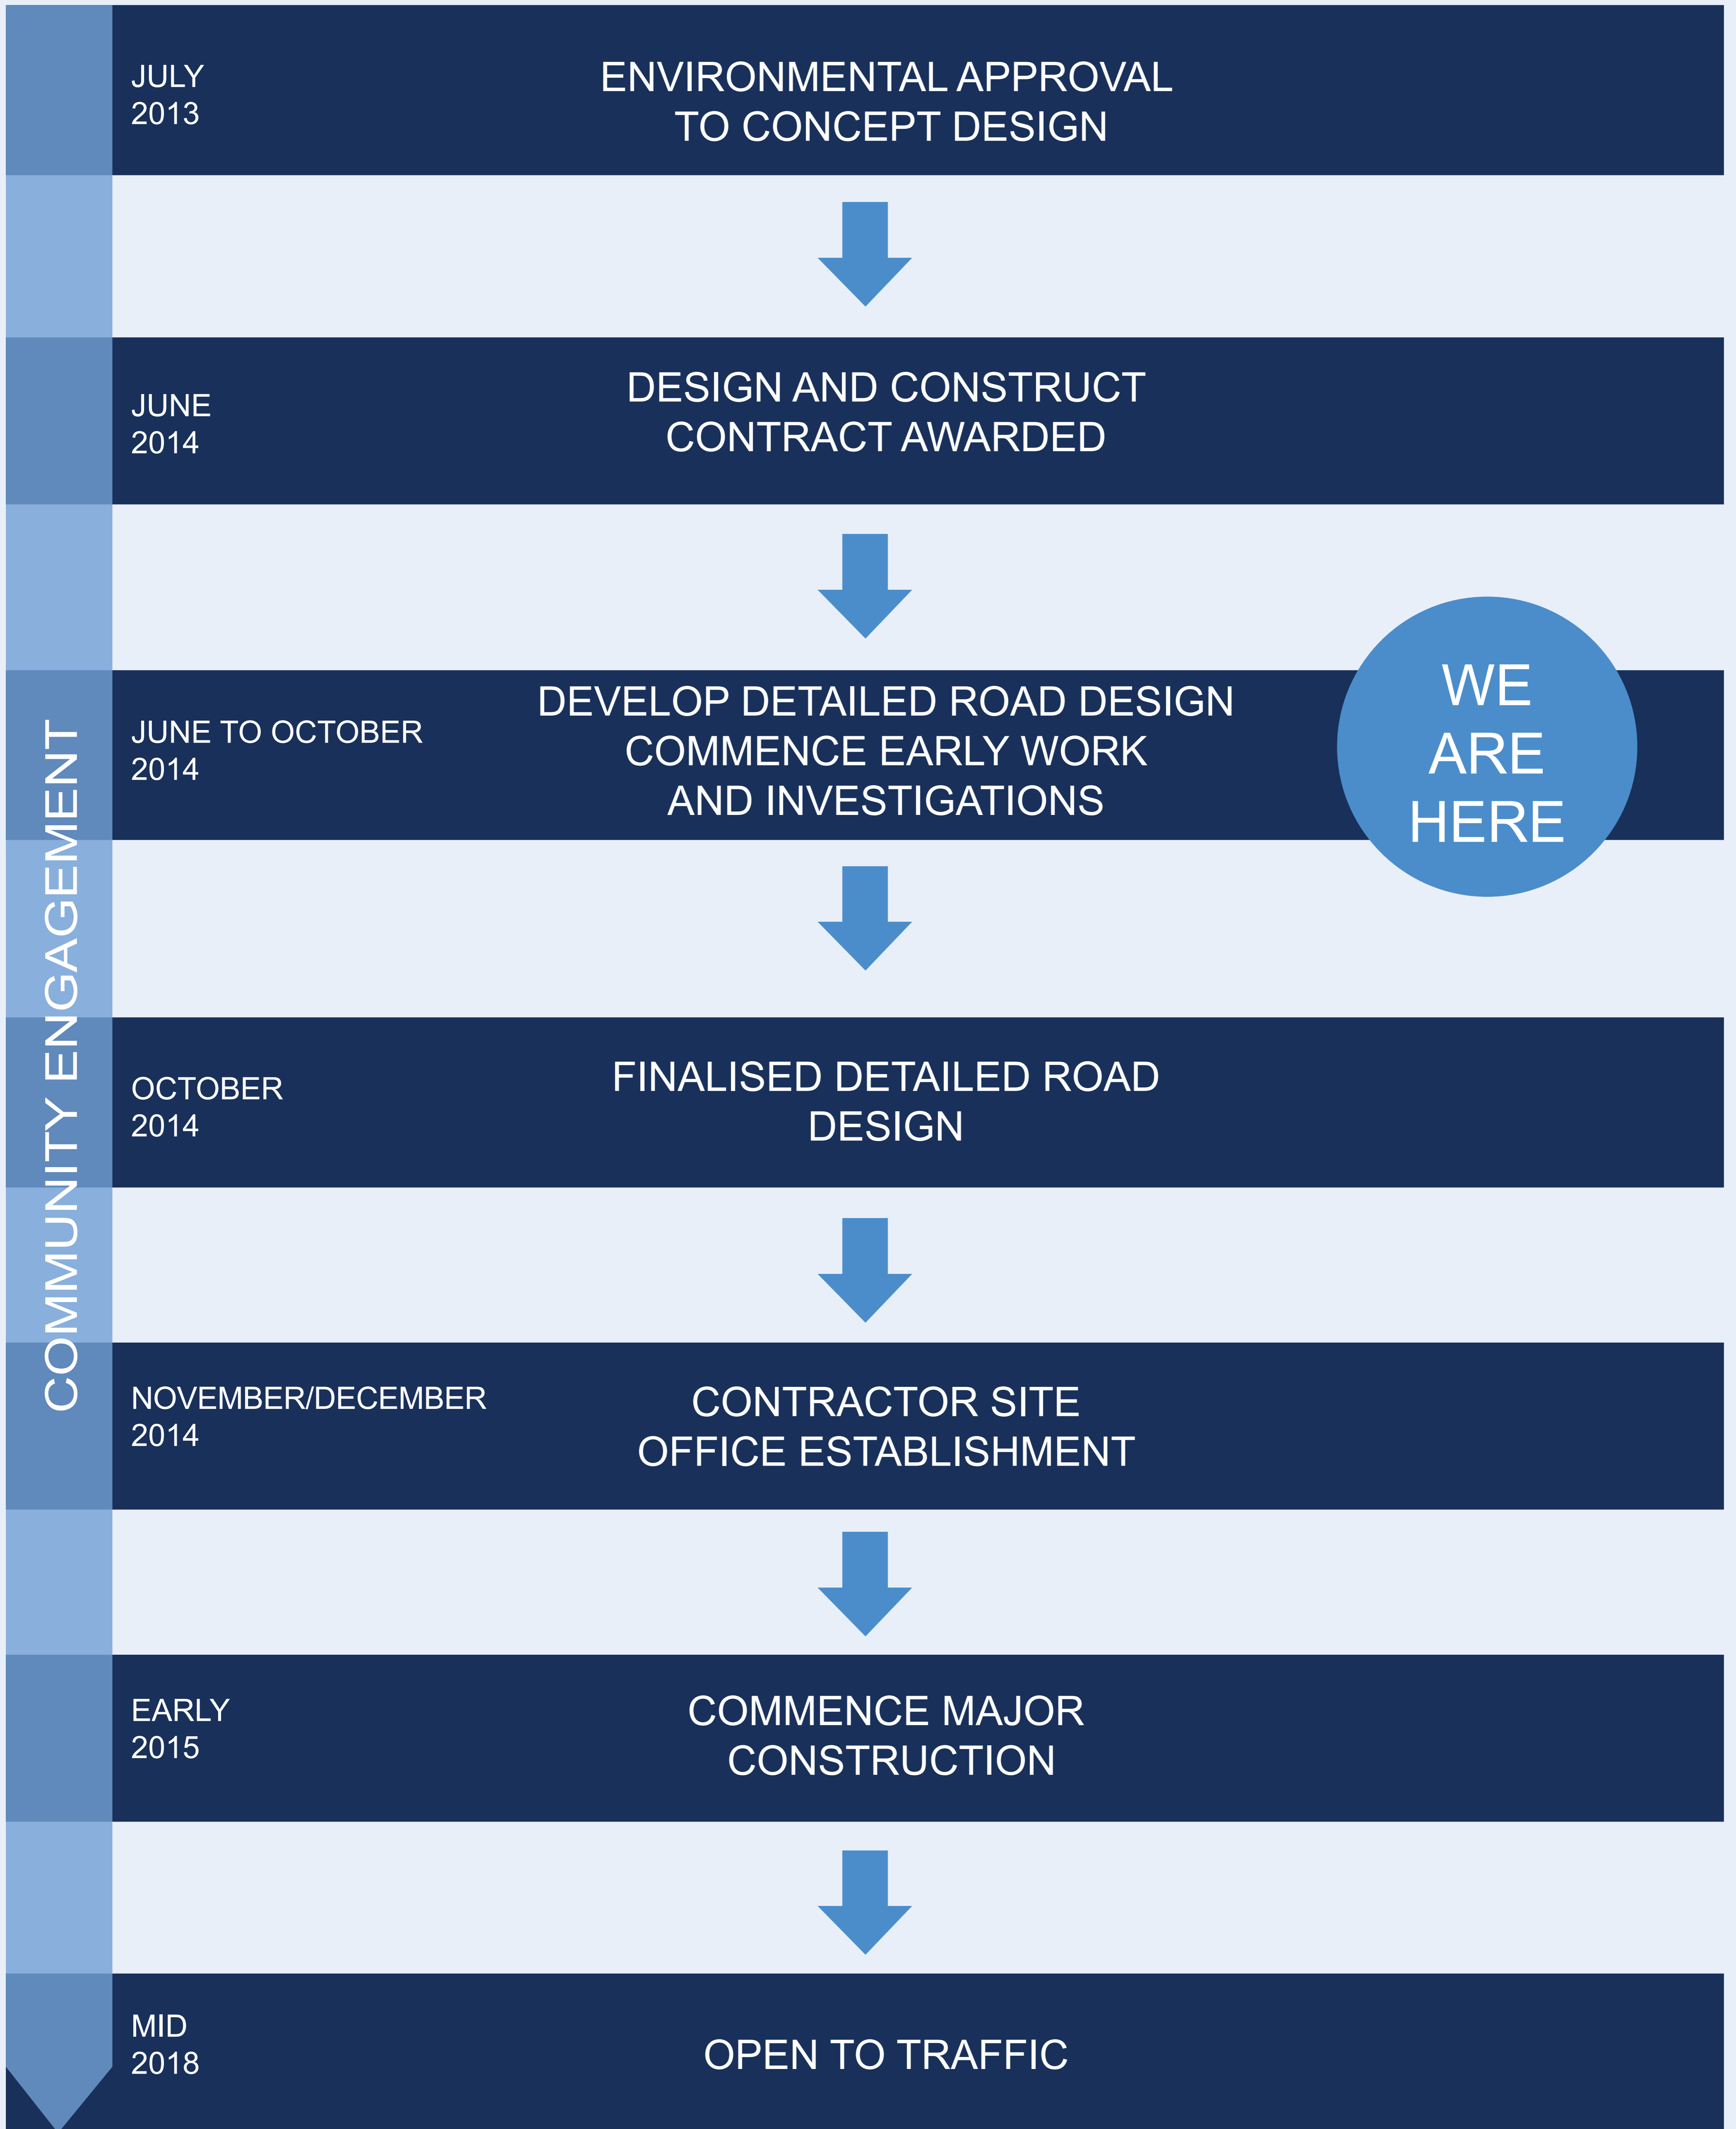 JULY
2013
ENVIRONMENTAL APPROVAL
TO CONCEPT DESIGN
JUNE
2014
DESIGN AND CONSTRUCT
CONTRACT AWARDED
JUNE TO OCTOBER
2014
DEVELOP DETAILED ROAD DESIGN
COMMENCE EARLY WORK
AND INVESTIGATIONS
WE
ARE
HERE
COMMUNITY ENGAGEMENT
OCTOBER
2014
FINALISED DETAILED ROAD
DESIGN
NOVEMBER/DECEMBER
2014
CONTRACTOR SITE
OFFICE ESTABLISHMENT
EARLY
2015
COMMENCE MAJOR
CONSTRUCTION
MID
2018
OPEN TO TRAFFIC